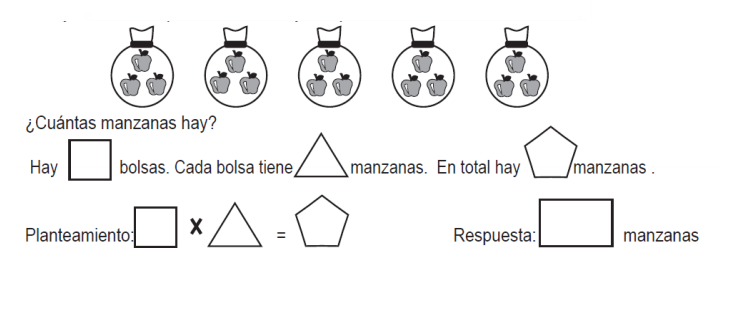 ¿Cuántas manzanas hay?
Hay bolsas. Cada bolsa tiene manzanas. En total hay manzanas .
Planteamiento: x = Respuesta: manzanas